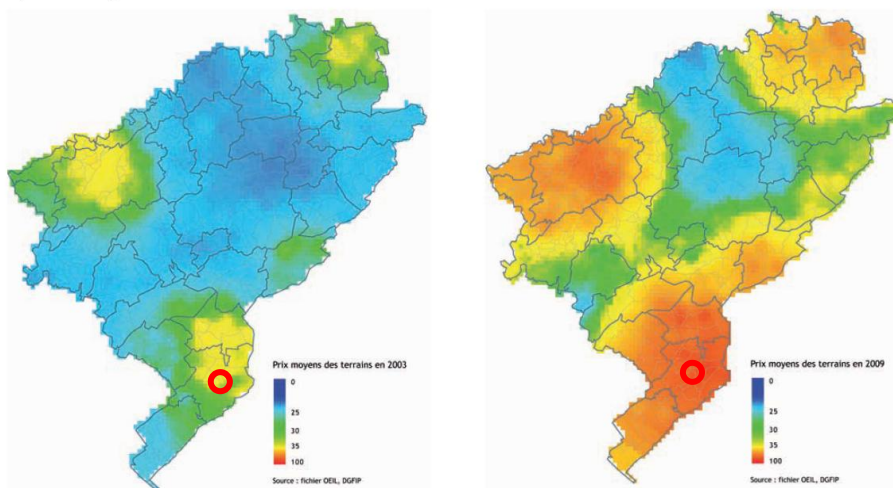 Prix moyens des terrains en 2003
0
25
30
35
100
Source : fichier OEIL, DGFIP
Prix moyens des terrains en 2009
0
25
30
35
100
Source : fichier OEIL, DGFIP